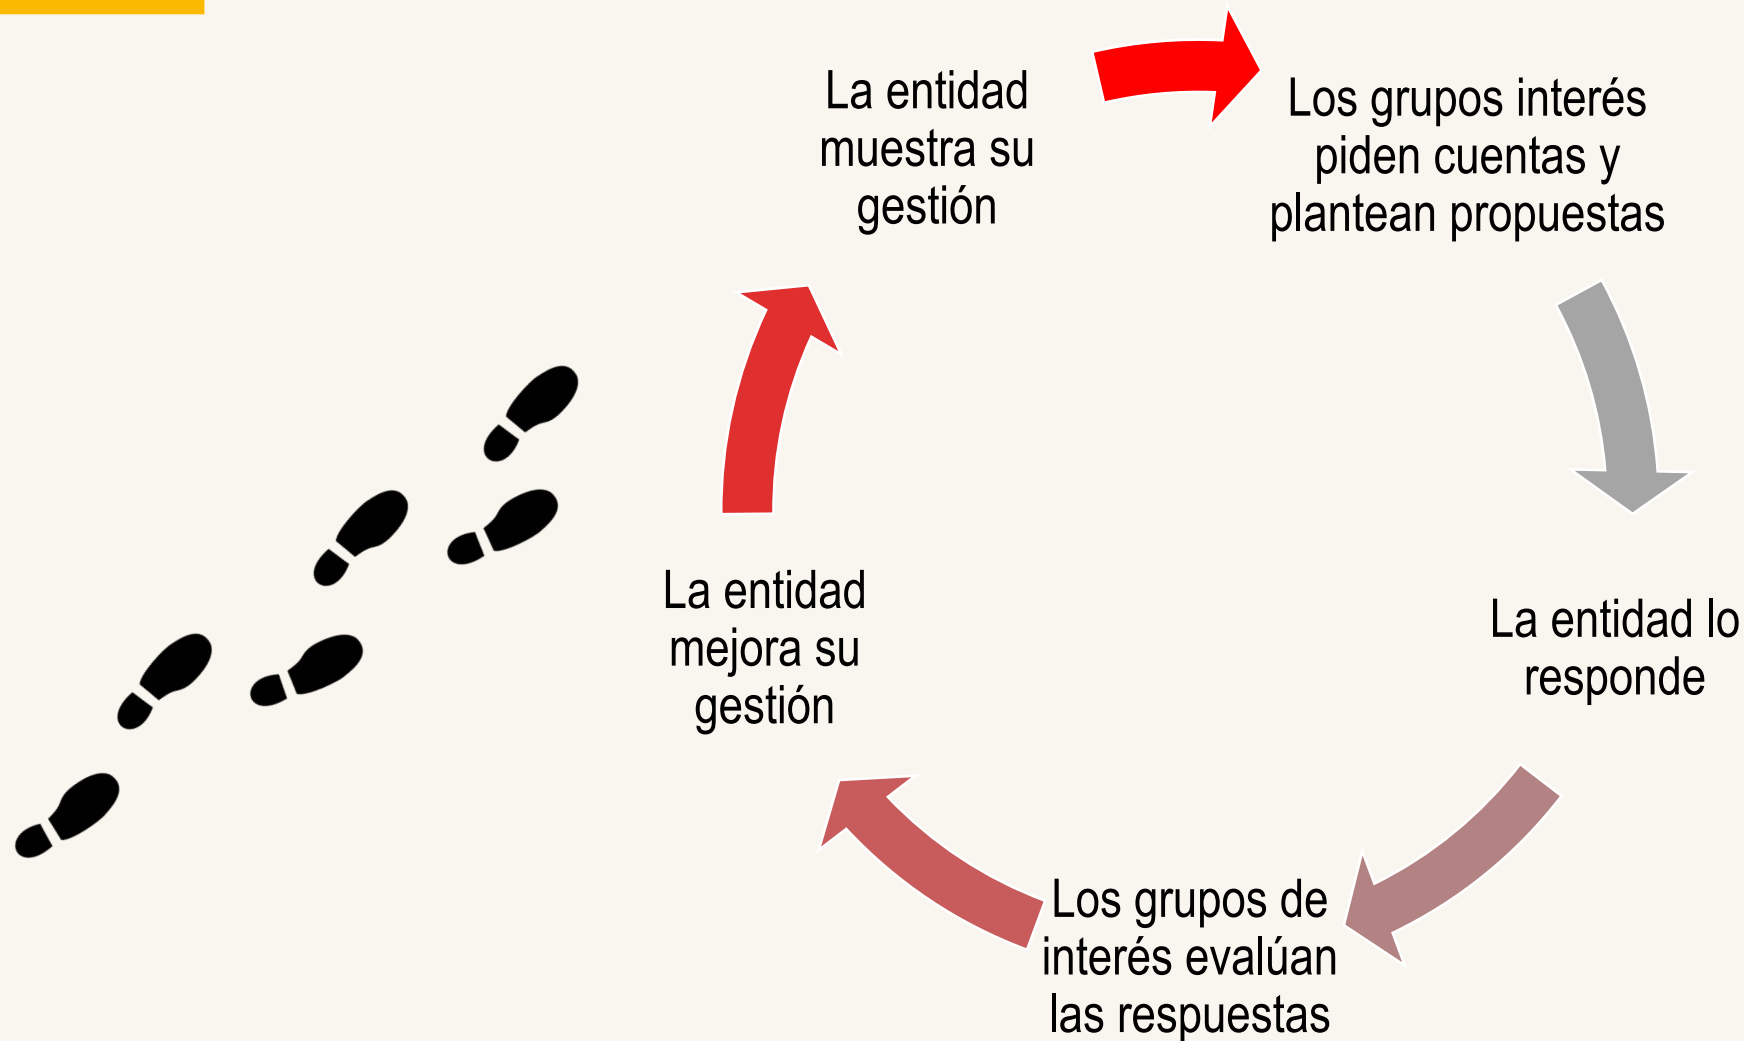 La entidad
muestra su
gestión
Los grupos interés
piden cuentas y
plantean propuestas
La entidad lo
responde
Los grupos de
interés evalúan
las respuestas
La entidad
mejora su
gestión